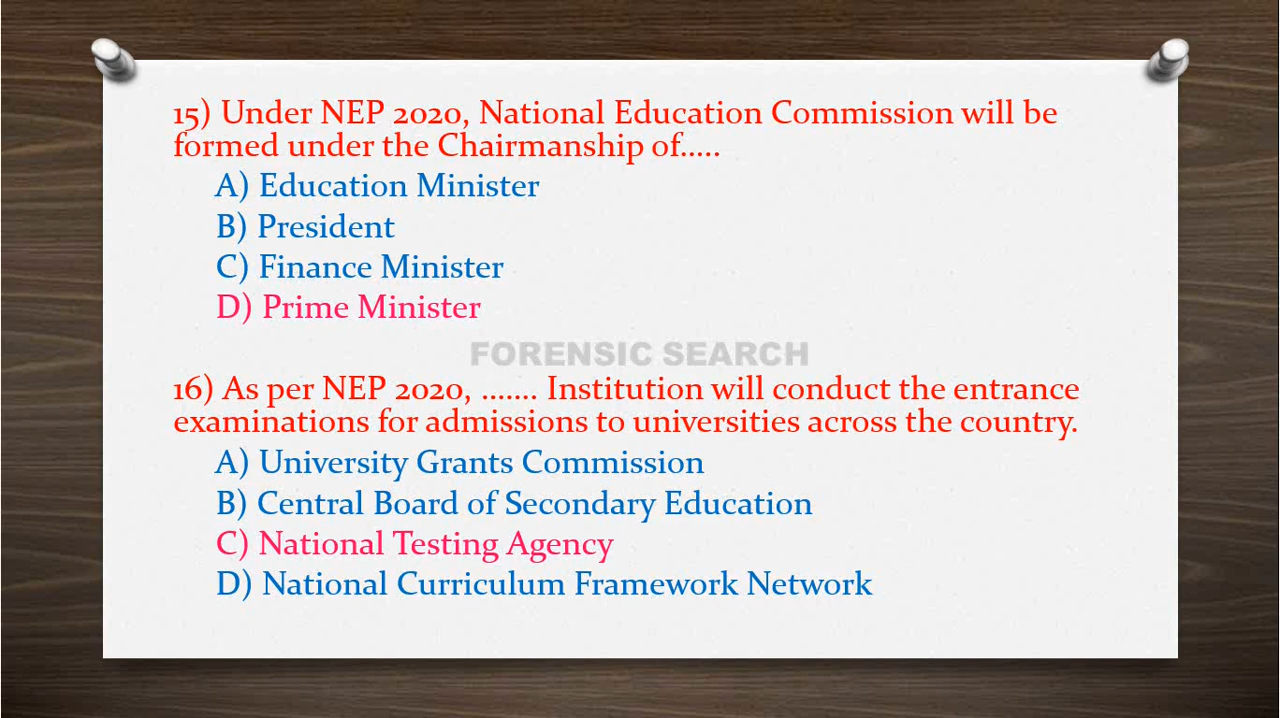 15) Under NEP 2020, National Education Commission will be
formed under the Chairmanship of.....
A) Education Minister
B) President
C) Finance Minister
D) Prime Minister
FORENSIC SEARCH
16) As per NEP 2020, ....... Institution will conduct the entrance
examinations for admissions to universities across the country.
A) University Grants Commission
B) Central Board of Secondary Education
C) National Testing Agency
D) National Curriculum Framework Network